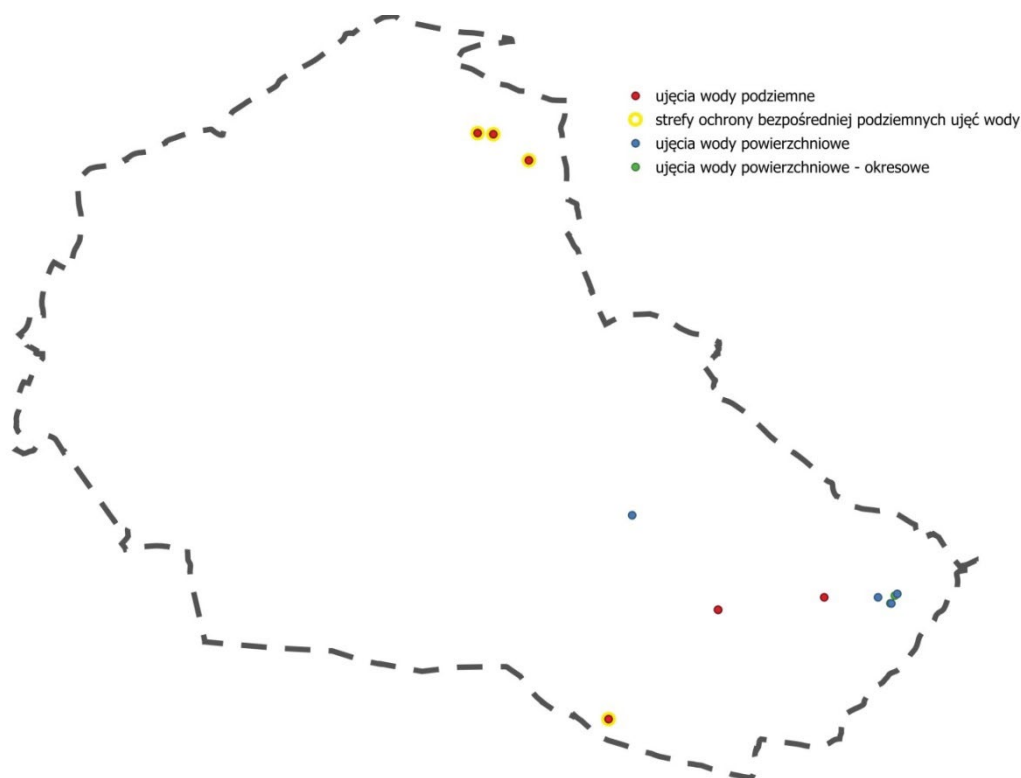 ujęcia wody podziemne
strefy ochrony bezpośredniej podziemnych ujęć wody
ujęcia wody powierzchniowe
ujęcia wody powierzchniowe - okresowe